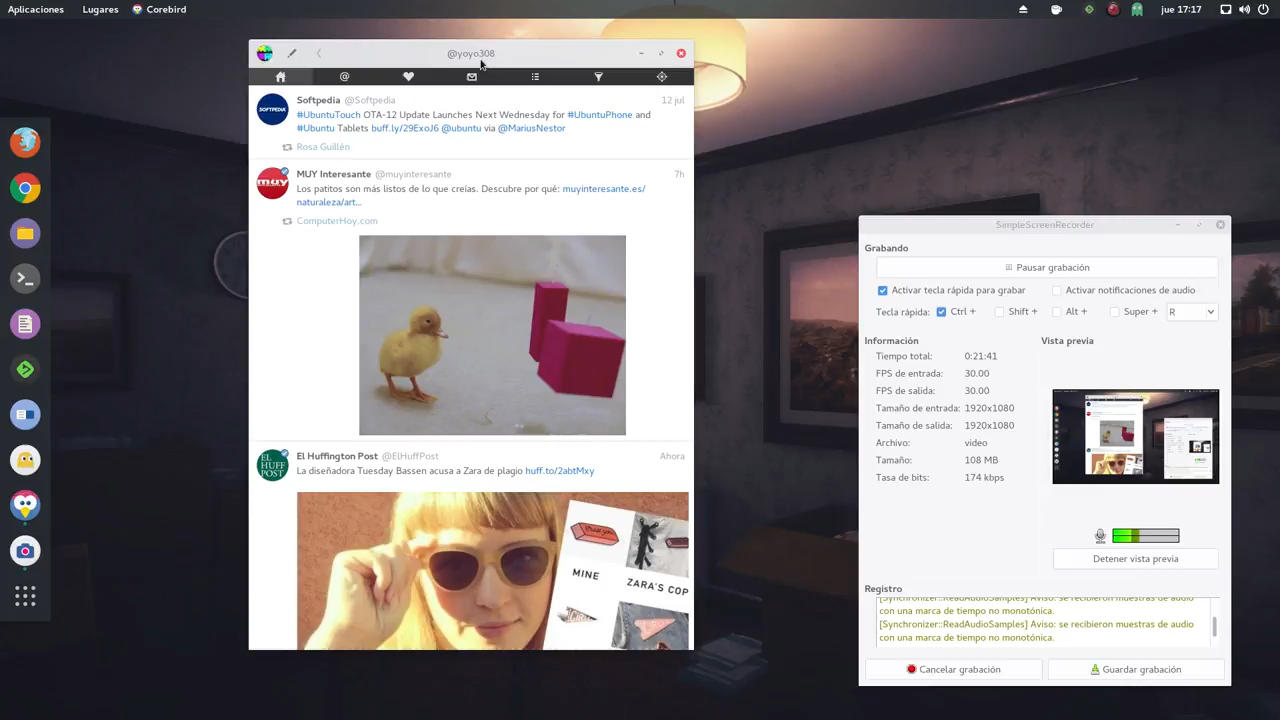 Aplicaciones Lugares Corebird
jue 17:17
@yoyo308
Softpedia @Softpedia 12 jul
#UbuntuTouch OTA-12 Update Launches Next Wednesday for #UbuntuPhone and
#Ubuntu Tablets buff.ly/29ExoJ6 @ubuntu via @MariusNestor
Rosa Guillén
MUY Interesante @muyinteresante 7h
Los patitos son más listos de lo que creías. Descubre por qué: muyinteresante.es/
naturaleza/art...
ComputerHoy.com
El Huffington Post @ElHuffPost Ahora
La diseñadora Tuesday Bassen acusa a Zara de plagio huff.to/2abtMxy
MINE
ZARA'S COP
SimpleScreenRecorder
Grabando
Pausar grabación
Activar tecla rápida para grabar
Activar notificaciones de audio
Tecla rápida: Ctrl + Shift + Alt + Super + R
Información
Tiempo total: 0:21:41
FPS de entrada: 30.00
FPS de salida: 30.00
Tamaño de entrada: 1920x1080
Tamaño de salida: 1920x1080
Archivo: video
Tamaño: 108 MB
Tasa de bits: 174 kbps
Vista previa
Detener vista previa
Registro
[Synchronizer::ReadAudioSamples] Aviso: se recibieron muestras de audio
con una marca de tiempo no monotónica.
[Synchronizer::ReadAudioSamples] Aviso: se recibieron muestras de audio
con una marca de tiempo no monotónica.
Cancelar grabación
Guardar grabación